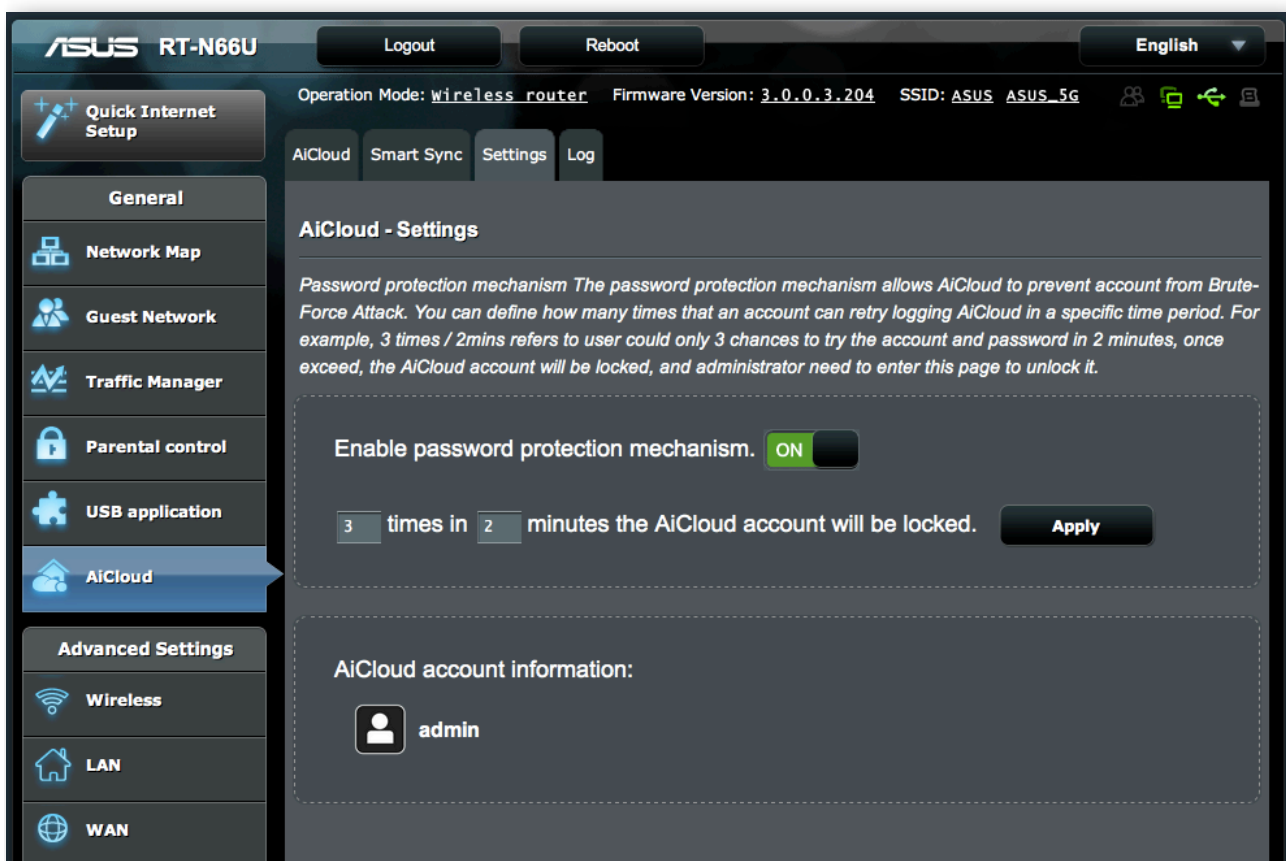 ASUS RT-N66U
Logout
Reboot
English
Quick Internet
Setup
Operation Mode: Wireless router Firmware Version: 3.0.0.3.204 SSID: ASUS ASUS_5G
AiCloud
Smart Sync
Settings
Log
General
Network Map
Guest Network
Traffic Manager
Parental control
USB application
AiCloud
Advanced Settings
Wireless
LAN
WAN
AiCloud - Settings
Password protection mechanism The password protection mechanism allows AiCloud to prevent account from Brute-
Force Attack. You can define how many times that an account can retry logging AiCloud in a specific time period. For
example, 3 times / 2mins refers to user could only 3 chances to try the account and password in 2 minutes, once
exceed, the AiCloud account will be locked, and administrator need to enter this page to unlock it.
Enable password protection mechanism. ON
3 times in 2 minutes the AiCloud account will be locked. Apply
AiCloud account information:
admin